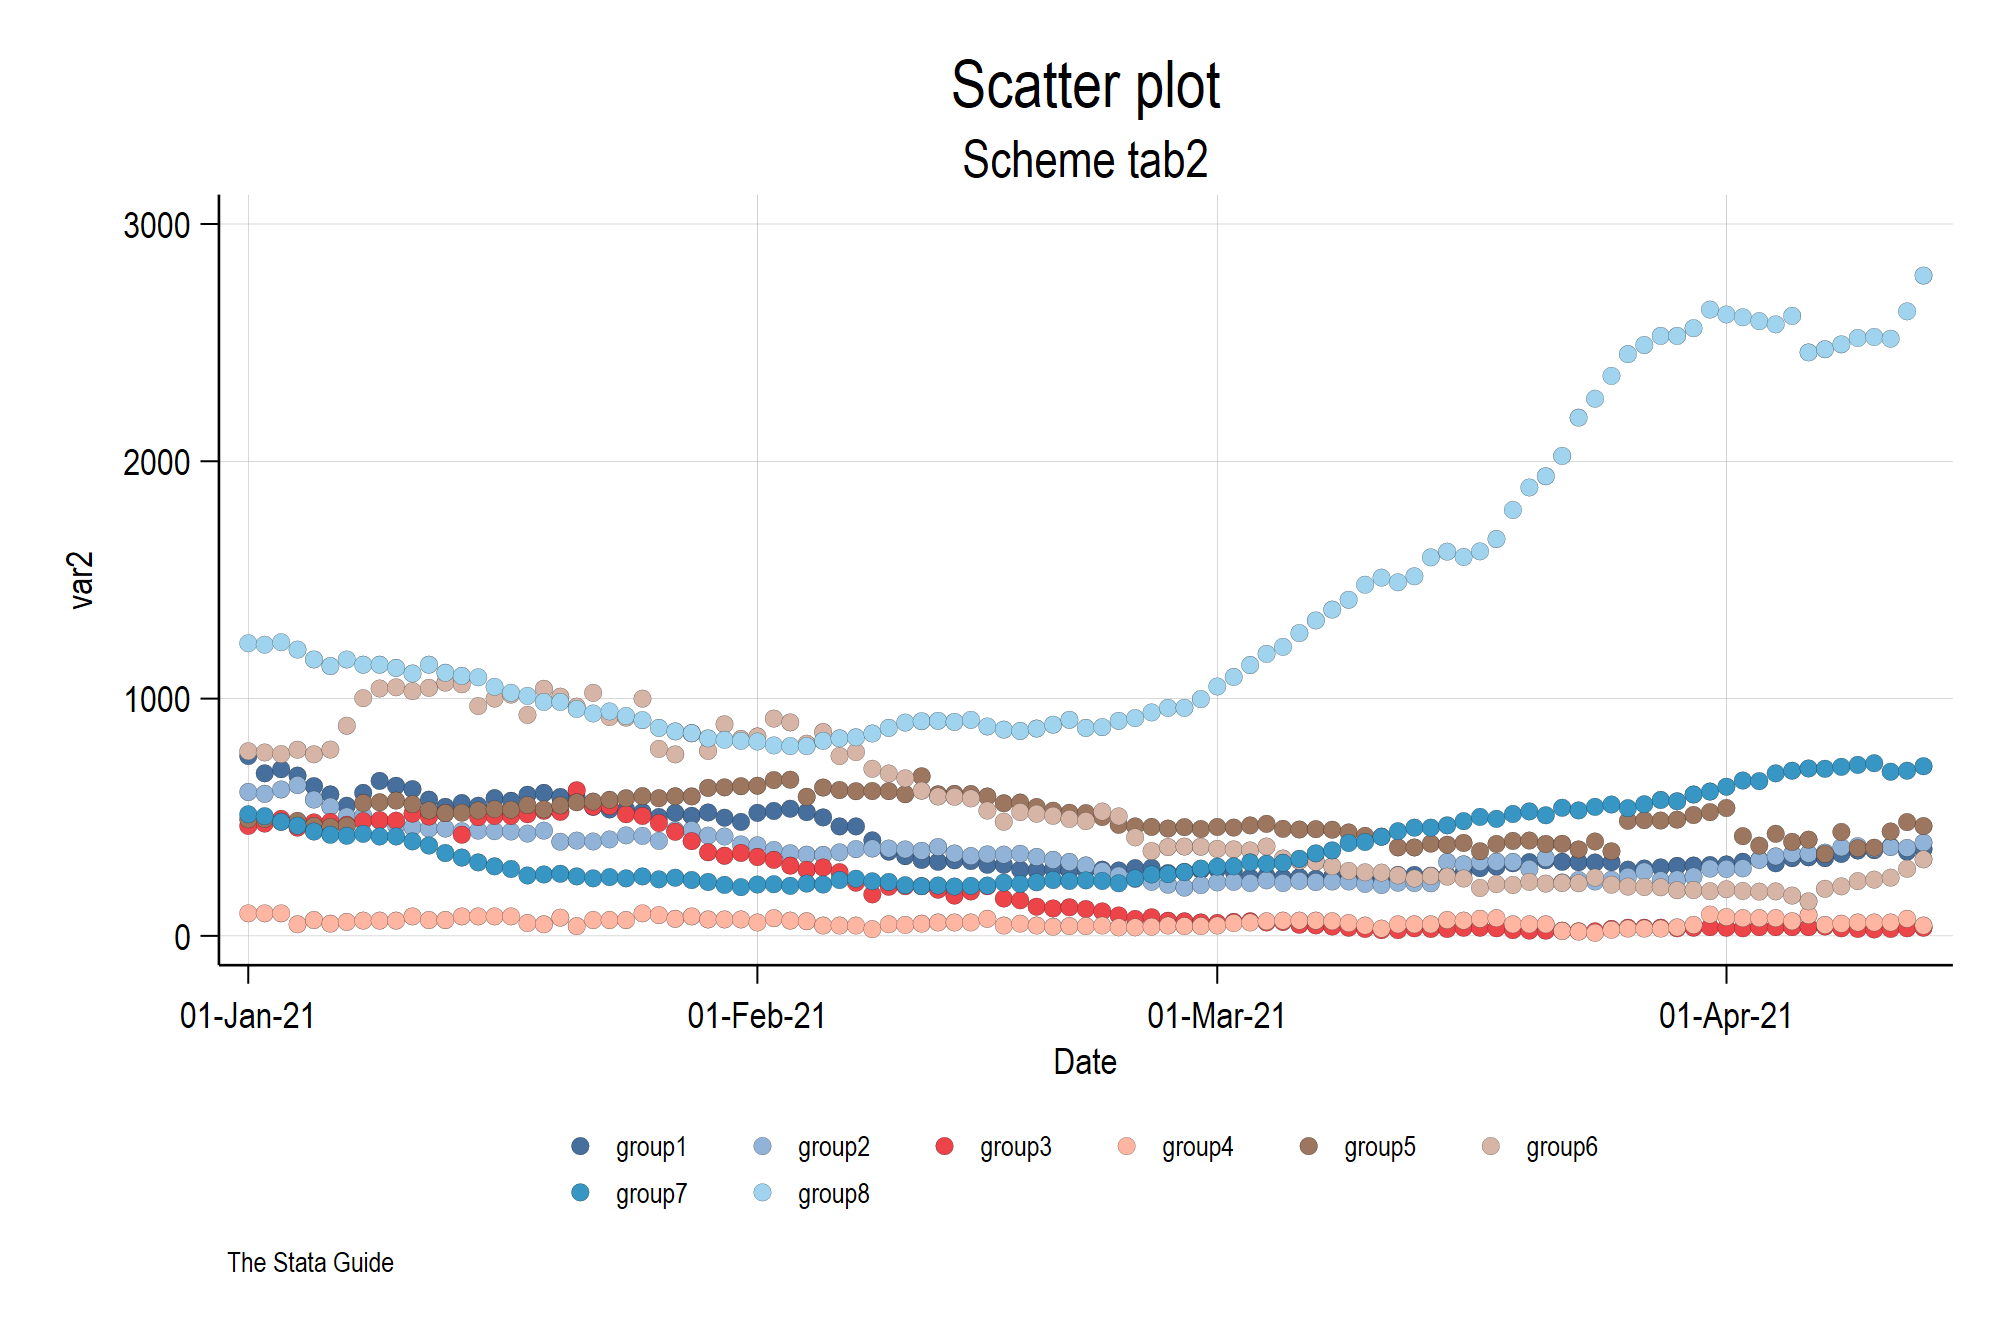 Scatter plot
Scheme tab2
3000
2000
1000
0
var2
01-Jan-21 01-Feb-21 01-Mar-21 01-Apr-21
Date
group1 group2 group3 group4 group5 group6
group7 group8
The Stata Guide